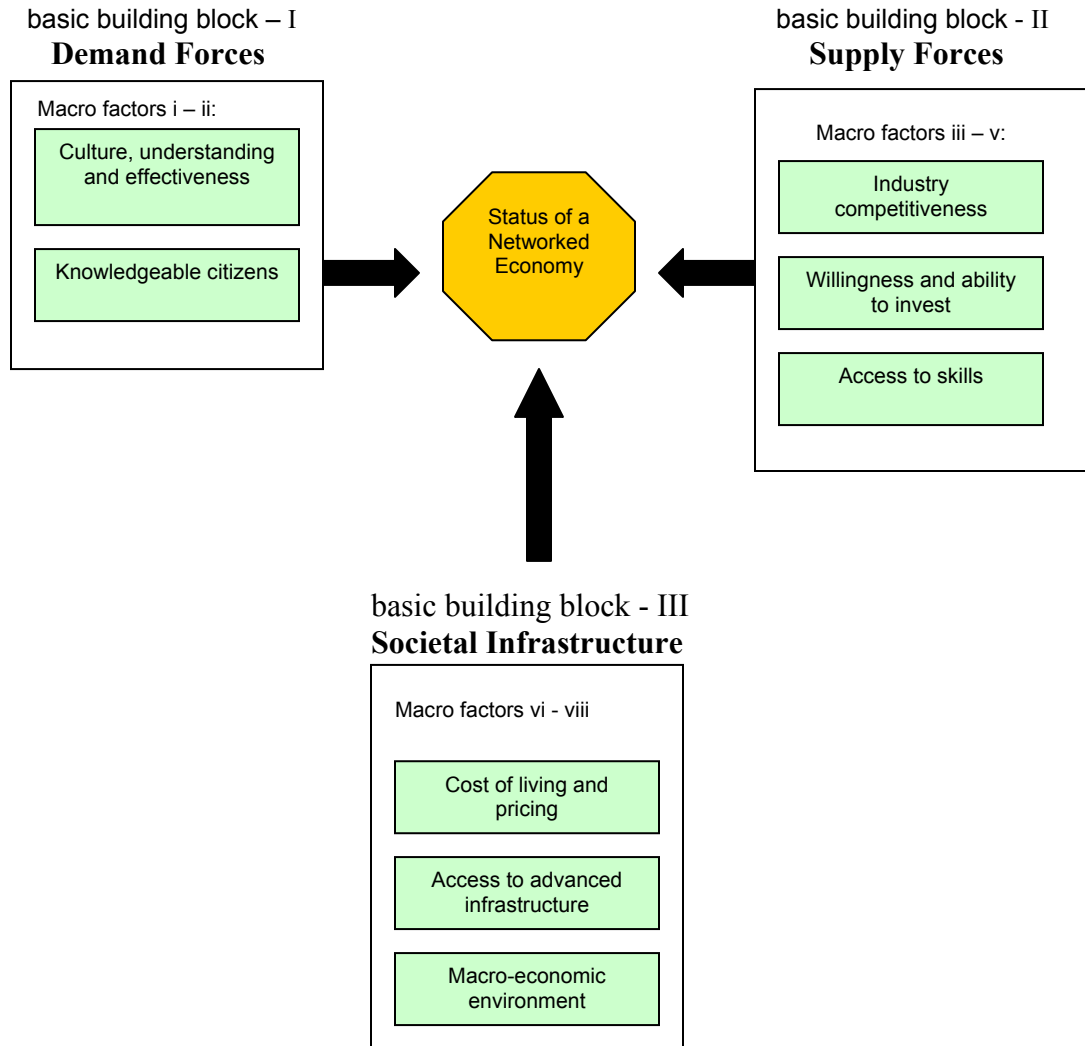 basic building block – I
Demand Forces
Macro factors i – ii:
Culture, understanding
and effectiveness
Knowledgeable citizens
Status of a
Networked
Economy
basic building block - II
Supply Forces
Macro factors iii – v:
Industry
competitiveness
Willingness and ability
to invest
Access to skills
basic building block - III
Societal Infrastructure
Macro factors vi - viii
Cost of living and
pricing
Access to advanced
infrastructure
Macro-economic
environment